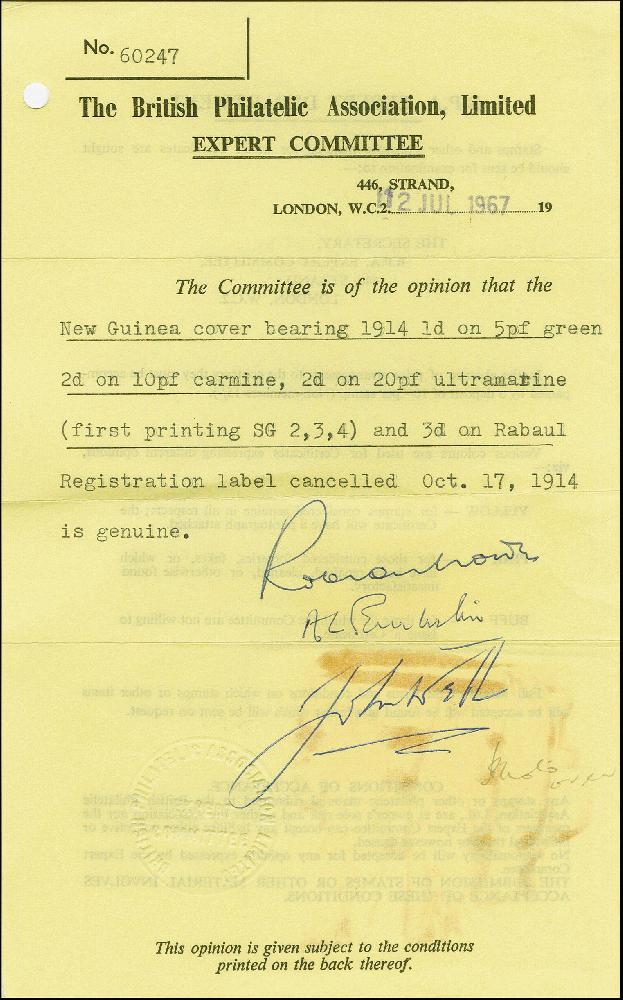 No. 60247
The British Philatelic Association, Limited
EXPERT COMMITTEE
446, STRAND,
LONDON, W.C.2. 12 JUL 1967 19
The Committee is of the opinion that the
New Guinea cover bearing 1914 1d on 5pf green
2d on 10pf carmine, 2d on 20pf ultramarine
(first printing SG 2,3,4) and 3d on Rabaul
Registration label cancelled Oct. 17, 1914
is genuine.
Photo over
This opinion is given subject to the conditions
printed on the back thereof.